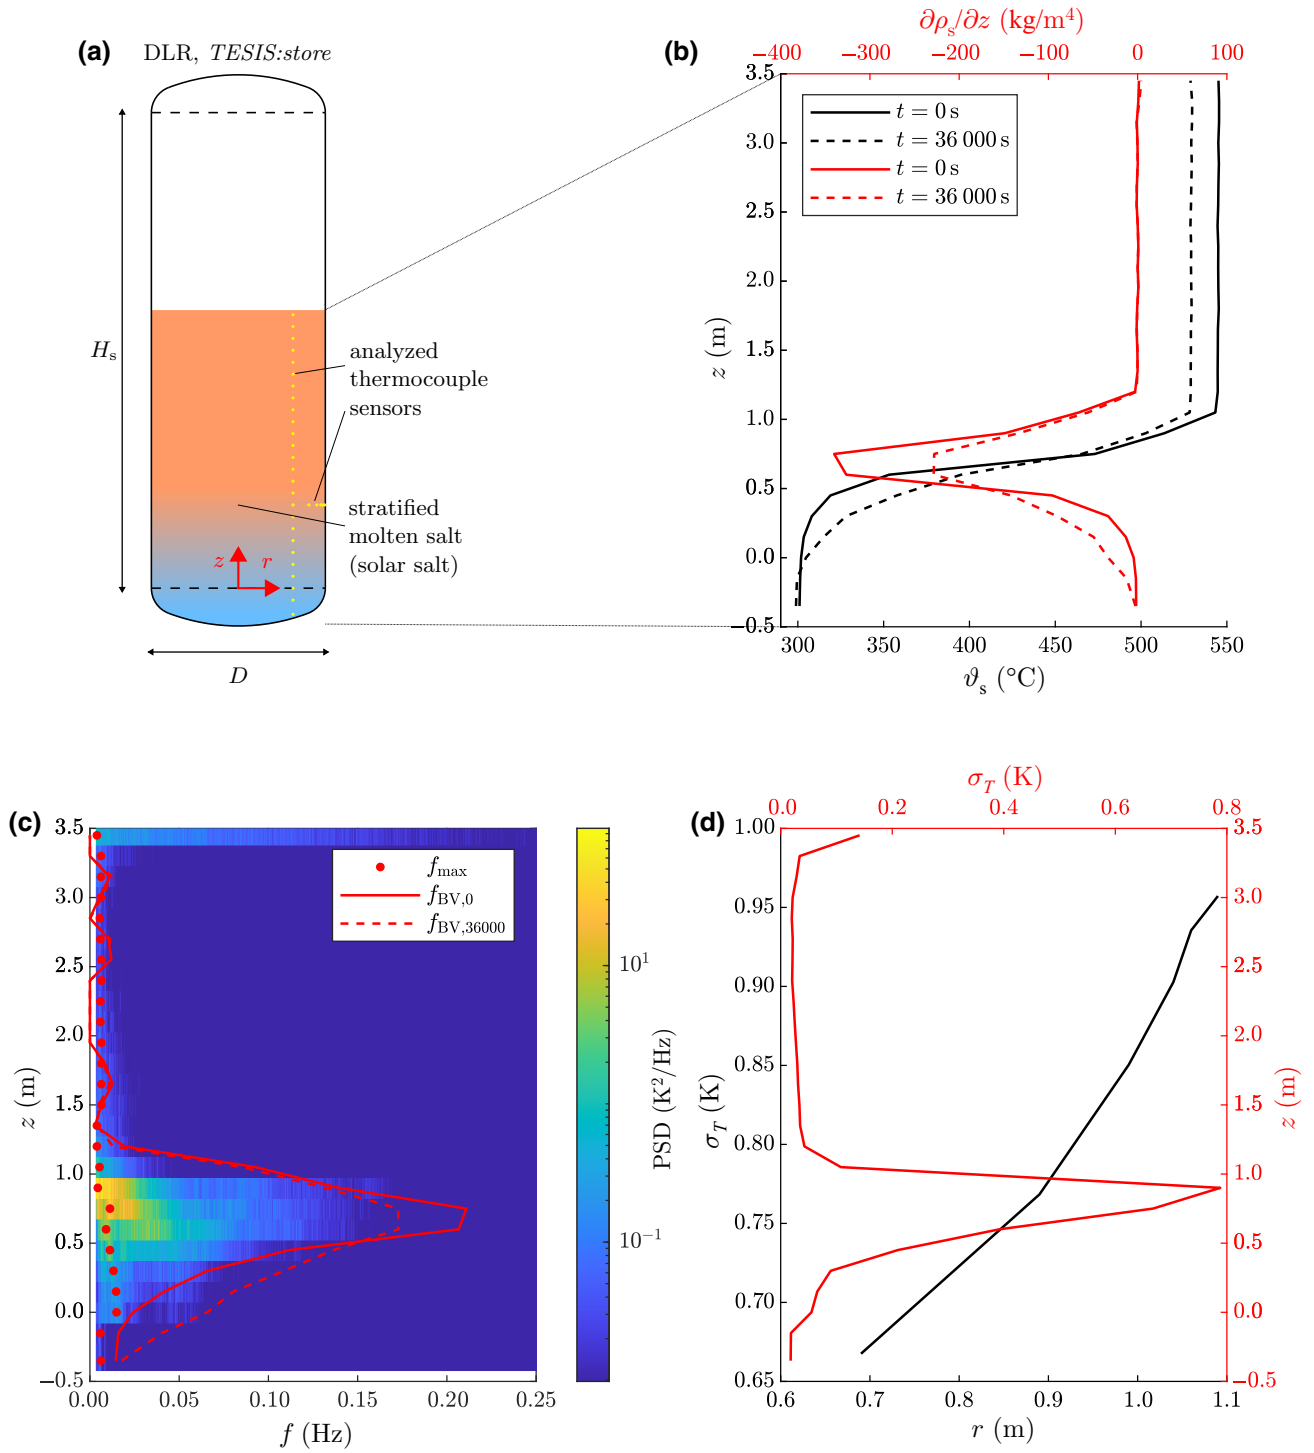 (a) DLR, TESIS:store
H_s
analyzed
thermocouple
sensors
stratified
molten salt
(solar salt)
z
r
D
(b)
∂ρ_s/∂z (kg/m⁴)
−400 −300 −200 −100 0 100
t = 0 s
t = 36 000 s
t = 0 s
t = 36 000 s
3.5
3.0
2.5
2.0
1.5
1.0
0.5
0.0
−0.5
z (m)
300 350 400 450 500 550
ϑ_s (°C)
(c)
3.5
3.0
2.5
2.0
1.5
1.0
0.5
0.0
−0.5
z (m)
f_max
f_BV,0
f_BV,36000
0.00 0.05 0.10 0.15 0.20 0.25
f (Hz)
10¹
10⁻¹
PSD (K²/Hz)
(d)
σ_T (K)
0.0 0.2 0.4 0.6 0.8
1.00
0.95
0.90
0.85
0.80
0.75
0.70
0.65
σ_T (K)
3.5
3.0
2.5
2.0
1.5
1.0
0.5
0.0
−0.5
z (m)
0.6 0.7 0.8 0.9 1.0 1.1
r (m)